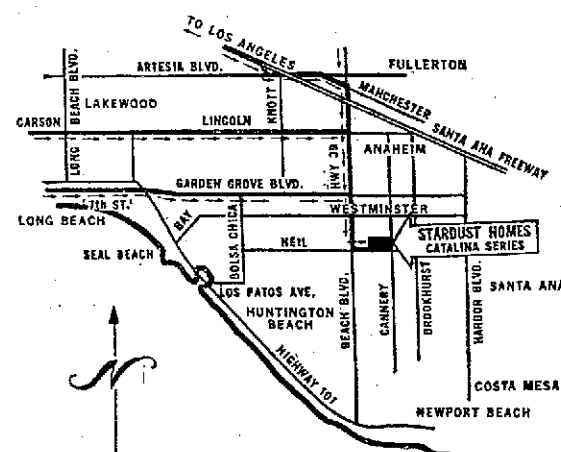 TO LOS ANGELES
ARTESIA BLVD.
FULLERTON
LONG BEACH BLVD.
LAKEWOOD
KNOTT
MANCHESTER
SANTA ANA FREEWAY
CARSON
LINCOLN
HWY 39
ANAHEIM
GARDEN GROVE BLVD.
7TH ST.
LONG BEACH
BAY
BOLSA CHICA
WESTMINSTER
SEAL BEACH
HEIL
STARDUST HOMES
CATALINA SERIES
LOS PATOS AVE.
HUNTINGTON
BEACH
BEACH BLVD.
CANNERY
BROOKHURST
HARBOR BLVD.
SANTA ANA
HIGHWAY 101
COSTA MESA
NEWPORT BEACH
N